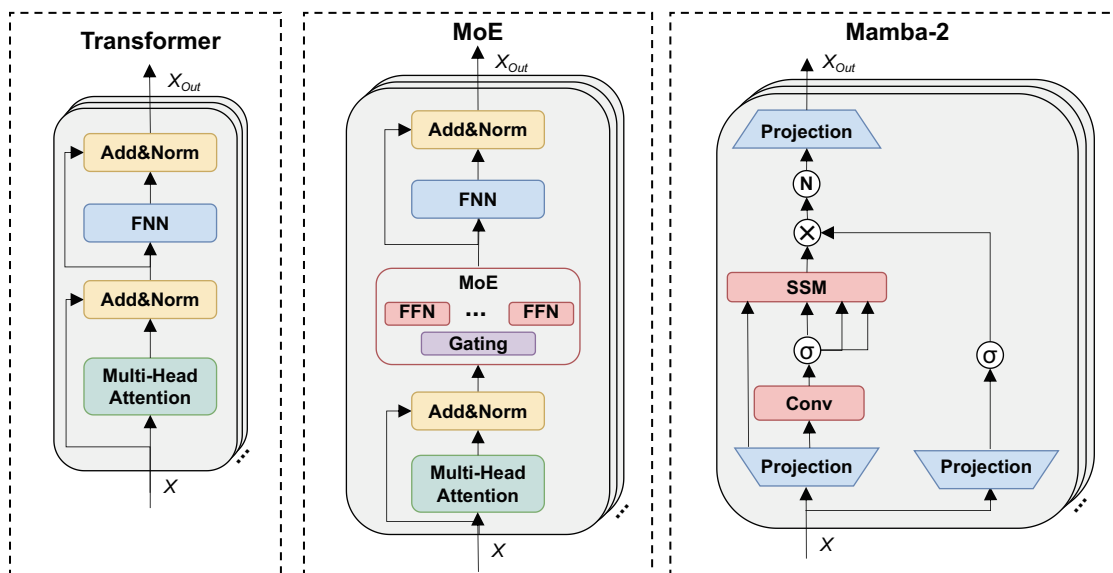 Transformer
X_Out
Add&Norm
FNN
Add&Norm
Multi-Head
Attention
X
...
MoE
X_Out
Add&Norm
FNN
MoE
FFN ... FFN
Gating
Add&Norm
Multi-Head
Attention
X
...
Mamba-2
X_Out
Projection
N
×
SSM
σ
σ
Conv
Projection
Projection
X
...